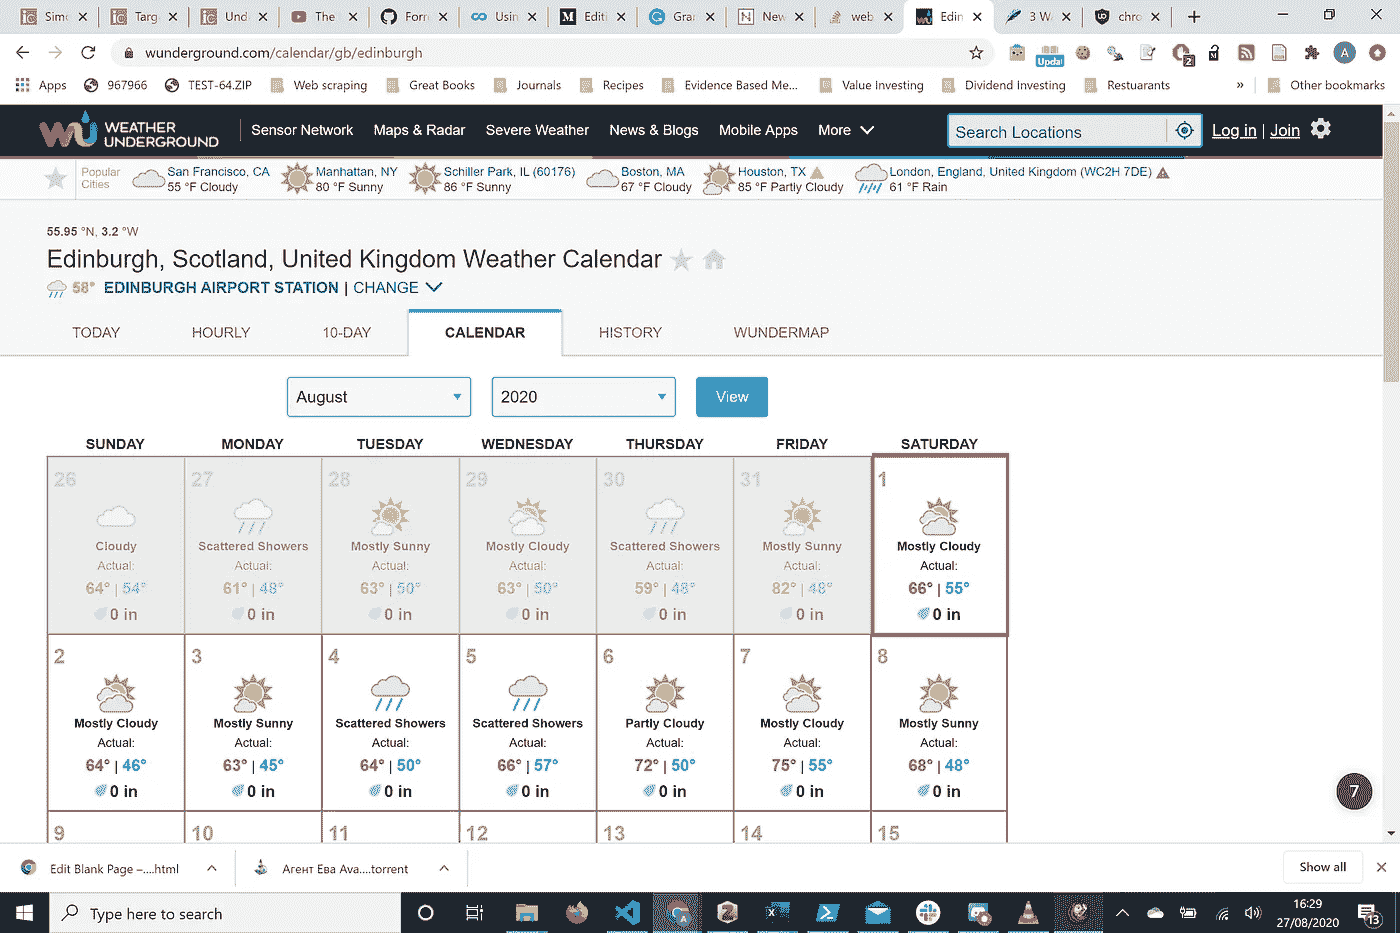 Simo
Targ
Und
The
Forr
Usin
Editi
Gra
New
web
Edin
3 W
chro
wunderground.com/calendar/gb/edinburgh
Updat
2
A
Apps
967966
TEST-64.ZIP
Web scraping
Great Books
Journals
Recipes
Evidence Based Me...
Value Investing
Dividend Investing
Restuarants
»
Other bookmarks
WEATHER UNDERGROUND
Sensor Network
Maps & Radar
Severe Weather
News & Blogs
Mobile Apps
More
Search Locations
Log in | Join
Popular Cities
San Francisco, CA
55 °F Cloudy
Manhattan, NY
80 °F Sunny
Schiller Park, IL (60176)
86 °F Sunny
Boston, MA
67 °F Cloudy
Houston, TX
85 °F Partly Cloudy
London, England, United Kingdom (WC2H 7DE)
61 °F Rain
55.95 °N, 3.2 °W
Edinburgh, Scotland, United Kingdom Weather Calendar
58° EDINBURGH AIRPORT STATION | CHANGE
TODAY
HOURLY
10-DAY
CALENDAR
HISTORY
WUNDERMAP
August
2020
View
SUNDAY MONDAY TUESDAY WEDNESDAY THURSDAY FRIDAY SATURDAY
26
Cloudy
Actual:
64° | 54°
0 in
27
Scattered Showers
Actual:
61° | 48°
0 in
28
Mostly Sunny
Actual:
63° | 50°
0 in
29
Mostly Cloudy
Actual:
63° | 50°
0 in
30
Scattered Showers
Actual:
59° | 48°
0 in
31
Mostly Sunny
Actual:
82° | 48°
0 in
1
Mostly Cloudy
Actual:
66° | 55°
0 in
2
Mostly Cloudy
Actual:
64° | 46°
0 in
3
Mostly Sunny
Actual:
63° | 45°
0 in
4
Scattered Showers
Actual:
64° | 50°
0 in
5
Scattered Showers
Actual:
66° | 57°
0 in
6
Partly Cloudy
Actual:
72° | 50°
0 in
7
Mostly Cloudy
Actual:
75° | 55°
0 in
8
Mostly Sunny
Actual:
68° | 48°
0 in
9 10 11 12 13 14 15
7
Edit Blank Page –....html
Агент Ева Ava....torrent
Show all
Type here to search
16:29
27/08/2020
13